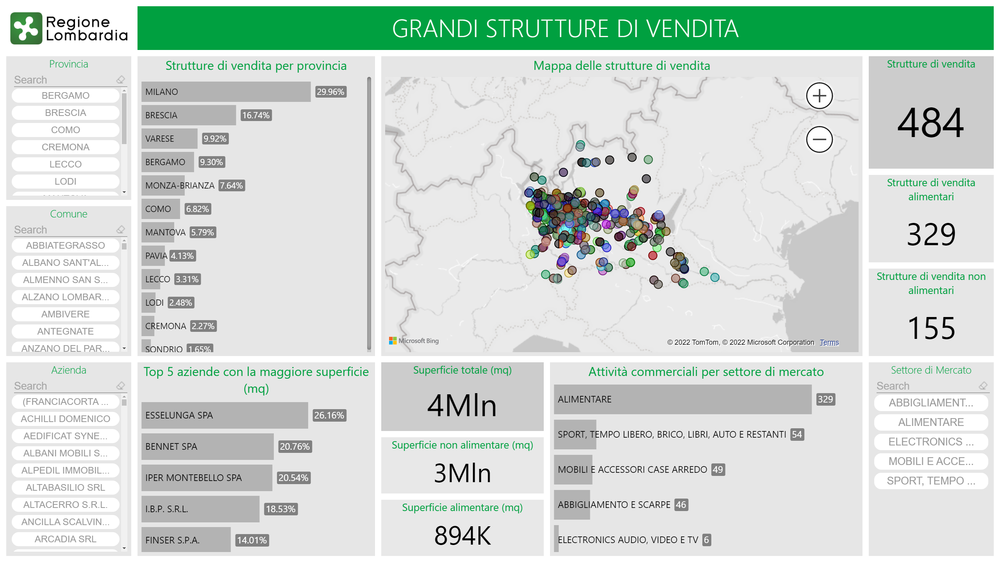 Regione
Lombardia
GRANDI STRUTTURE DI VENDITA
Provincia
Search
BERGAMO
BRESCIA
COMO
CREMONA
LECCO
LODI
Comune
Search
ABBIATEGRASSO
ALBANO SANT'AL...
ALMENNO SAN S...
ALZANO LOMBAR...
AMBIVERE
ANTEGNATE
ANZANO DEL PAR...
Azienda
Search
(FRANCIACORTA ...
ACHILLI DOMENICO
AEDIFICAT SYNE...
ALBANI MOBILI S...
ALPEDIL IMMOBIL...
ALTABASILIO SRL
ALTACERRO S.R.L.
ANCILLA SCALVIN...
ARCADIA SRL
Strutture di vendita per provincia
MILANO 29.96%
BRESCIA 16.74%
VARESE 9.92%
BERGAMO 9.30%
MONZA-BRIANZA 7.64%
COMO 6.82%
MANTOVA 5.79%
PAVIA 4.13%
LECCO 3.31%
LODI 2.48%
CREMONA 2.27%
SONDRIO 1.65%
Mappa delle strutture di vendita
Microsoft Bing
© 2022 TomTom, © 2022 Microsoft Corporation Terms
Strutture di vendita
484
Strutture di vendita
alimentari
329
Strutture di vendita non
alimentari
155
Top 5 aziende con la maggiore superficie
(mq)
ESSELUNGA SPA 26.16%
BENNET SPA 20.76%
IPER MONTEBELLO SPA 20.54%
I.B.P. S.R.L. 18.53%
FINSER S.P.A. 14.01%
Superficie totale (mq)
4Mln
Superficie non alimentare (mq)
3Mln
Superficie alimentare (mq)
894K
Attività commerciali per settore di mercato
ALIMENTARE 329
SPORT, TEMPO LIBERO, BRICO, LIBRI, AUTO E RESTANTI 54
MOBILI E ACCESSORI CASE ARREDO 49
ABBIGLIAMENTO E SCARPE 46
ELECTRONICS AUDIO, VIDEO E TV 6
Settore di Mercato
Search
ABBIGLIAMENT...
ALIMENTARE
ELECTRONICS ...
MOBILI E ACCE...
SPORT, TEMPO ...